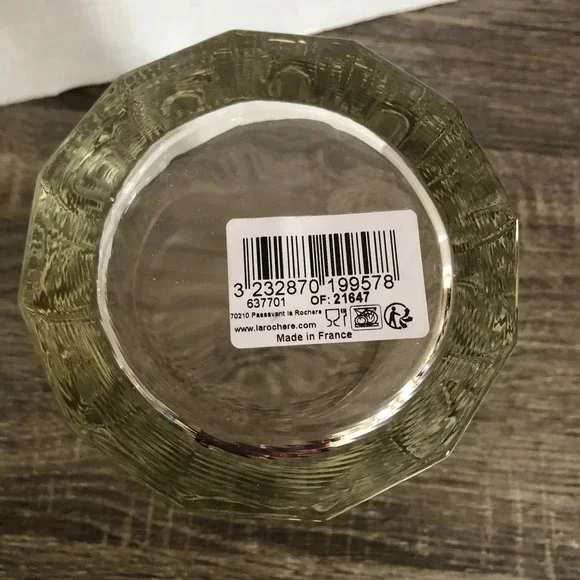 3 232870 199578
637701 OF: 21647
70210 Passavant la Rochere
www.larochere.com
Made in France